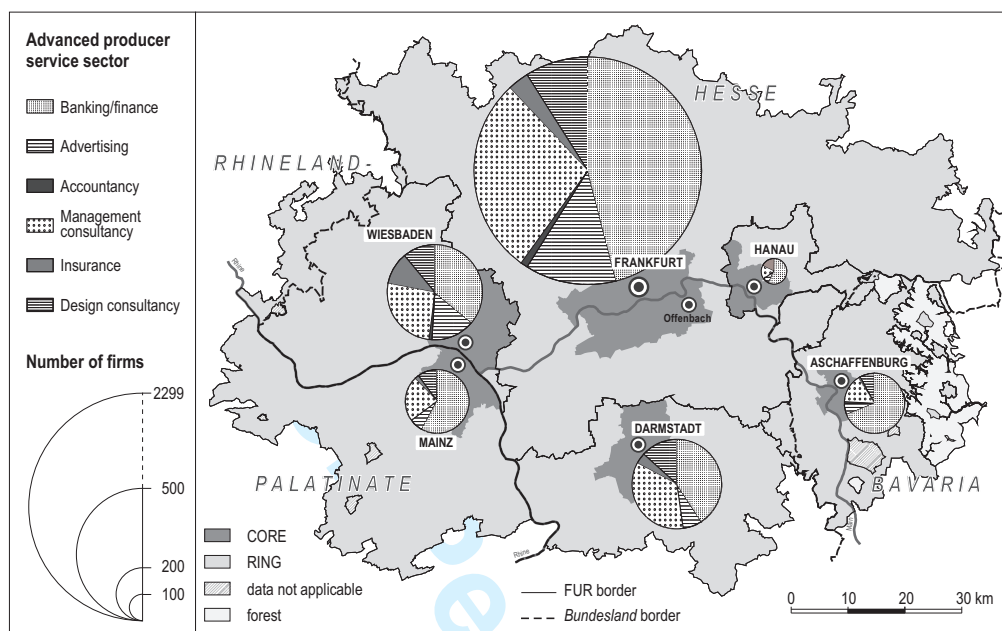 Advanced producer
service sector
Banking/finance
Advertising
Accountancy
Management
consultancy
Insurance
Design consultancy
Number of firms
2299
500
200
100
HESSE
RHINELAND-
WIESBADEN
FRANKFURT
HANAU
Offenbach
Rhine
ASCHAFFENBURG
MAINZ
DARMSTADT
PALATINATE
BAVARIA
Main
Rhine
CORE
RING
data not applicable
forest
FUR border
Bundesland border
0 10 20 30 km